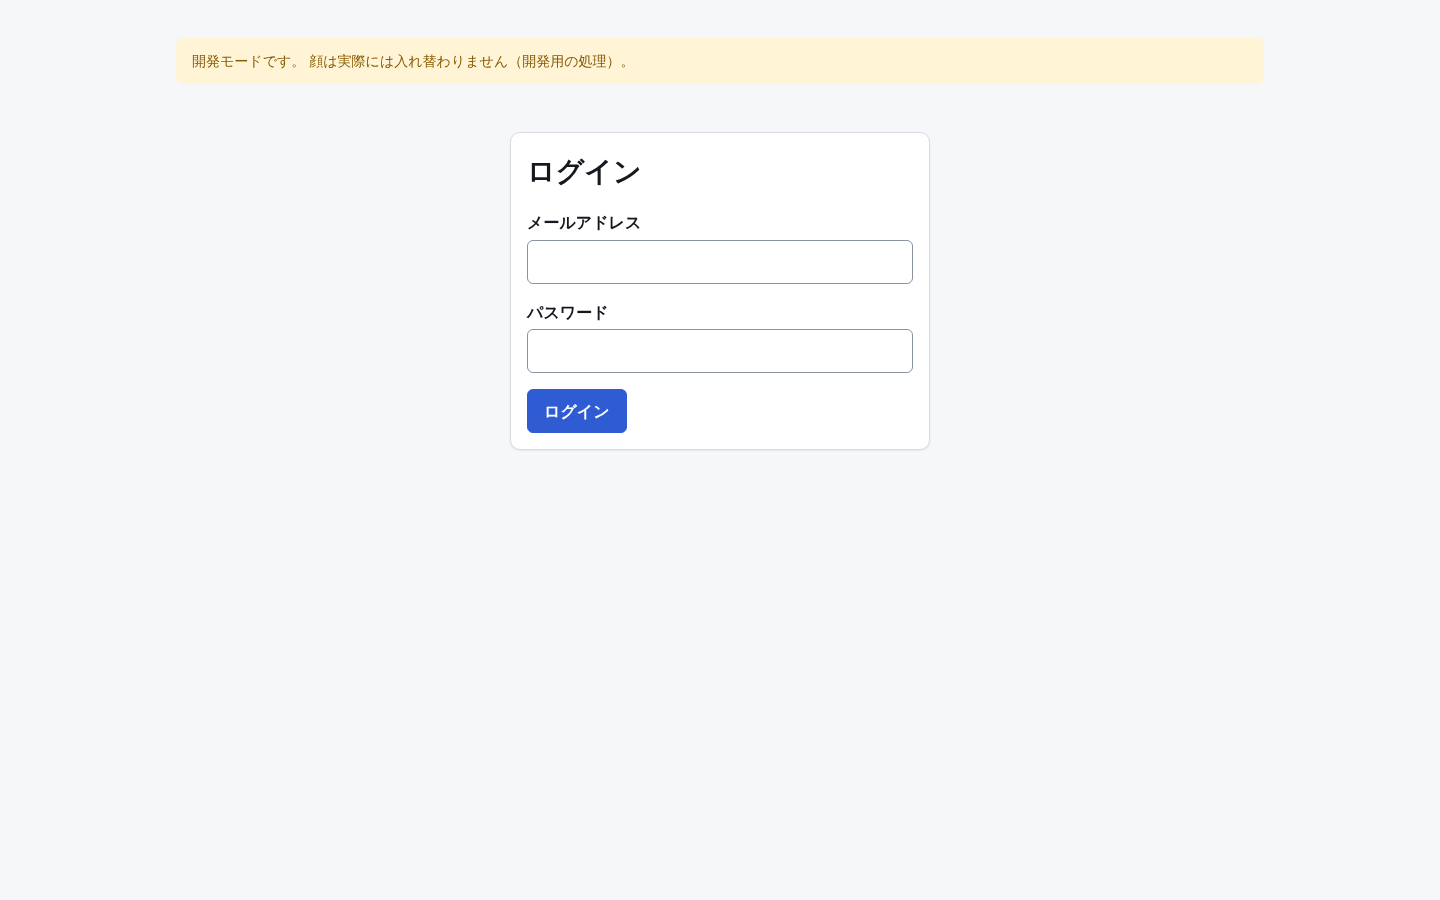 開発モードです。 顔は実際には入れ替わりません（開発用の処理）。
ログイン
メールアドレス
パスワード
ログイン